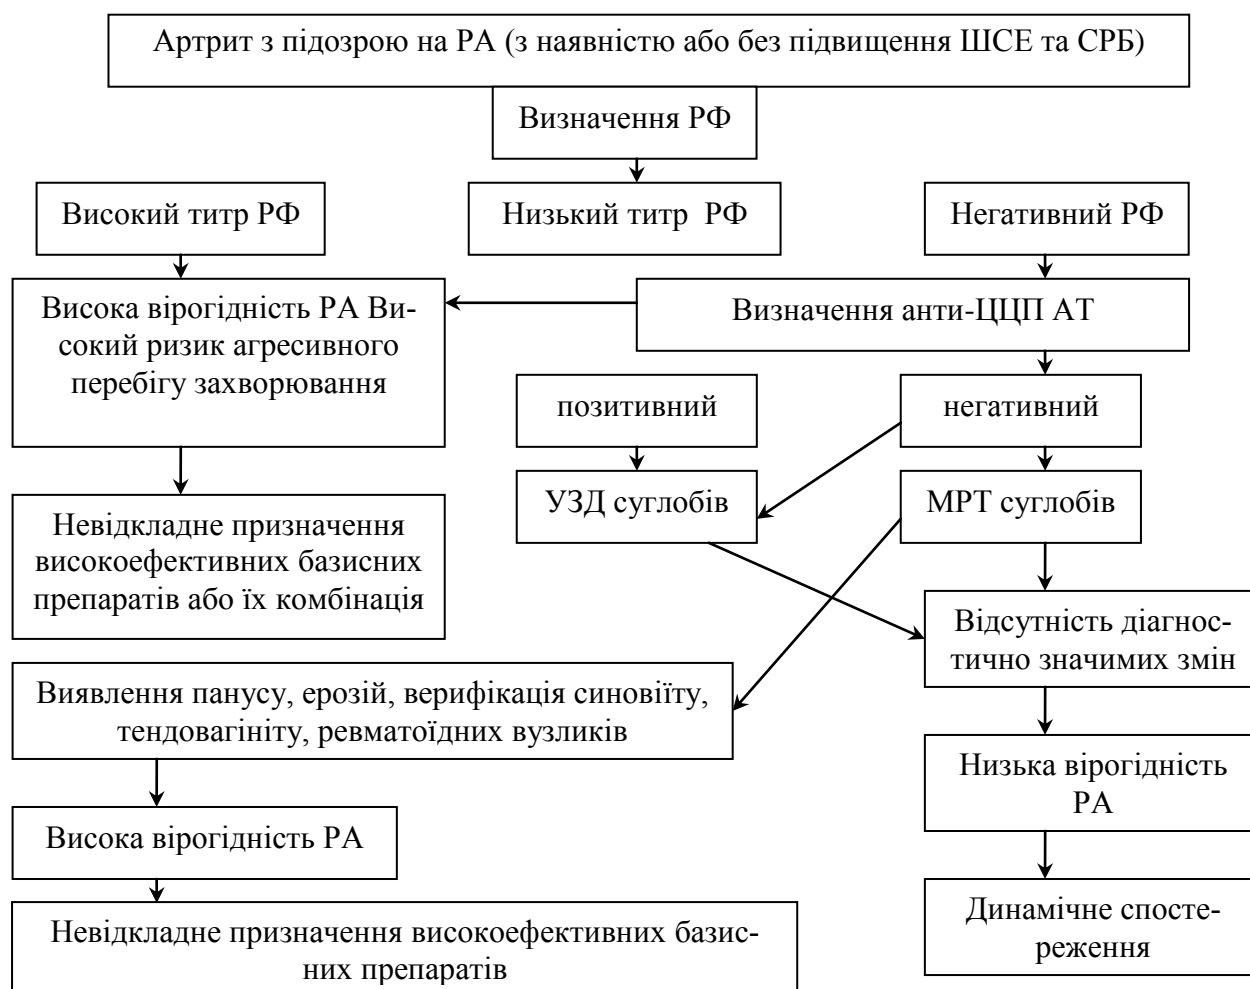 Артрит з підозрою на РА (з наявністю або без підвищення ШСЕ та СРБ)
Визначення РФ
Високий титр РФ
Низький титр РФ
Негативний РФ
Висока вірогідність РА Ви-
сокий ризик агресивного
перебігу захворювання
Визначення анти-ЦЦП АТ
позитивний
негативний
УЗД суглобів
МРТ суглобів
Невідкладне призначення
високоефективних базисних
препаратів або їх комбінація
Відсутність діагнос-
тично значимих змін
Виявлення панусу, ерозій, верифікація синовіїту,
тендовагініту, ревматоїдних вузликів
Низька вірогідність
РА
Висока вірогідність РА
Динамічне спосте-
реження
Невідкладне призначення високоефективних базис-
них препаратів